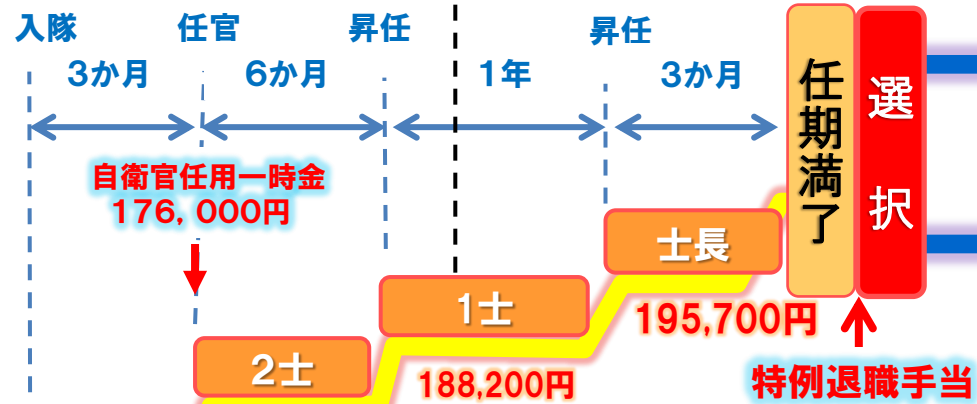 入隊
任官
昇任
昇任
3か月
6か月
1年
3か月
自衛官任用一時金
176,000円
任期満了
選択
士長
195,700円
1士
188,200円
2士
特例退職手当